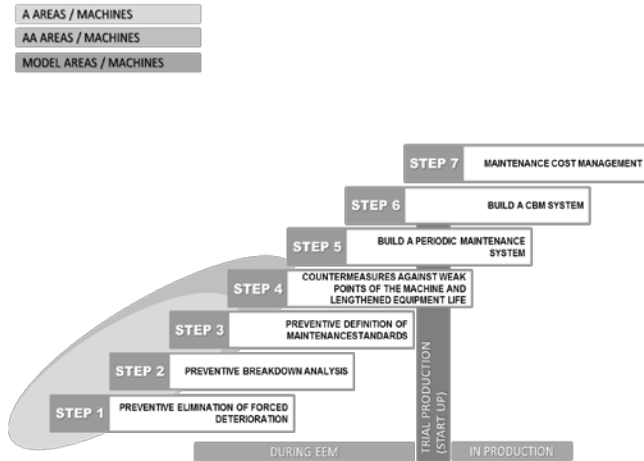 A AREAS / MACHINES
AA AREAS / MACHINES
MODEL AREAS / MACHINES
STEP 7
MAINTENANCE COST MANAGEMENT
STEP 6
BUILD A CBM SYSTEM
STEP 5
BUILD A PERIODIC MAINTENANCE
SYSTEM
STEP 4
COUNTERMEASURES AGAINST WEAK
POINTS OF THE MACHINE AND
LENGTHENED EQUIPMENT LIFE
STEP 3
PREVENTIVE DEFINITION OF
MAINTENANCESTANDARDS
STEP 2
PREVENTIVE BREAKDOWN ANALYSIS
STEP 1
PREVENTIVE ELIMINATION OF FORCED
DETERIORATION
TRIAL PRODUCTION
(START UP)
DURING EEM
IN PRODUCTION